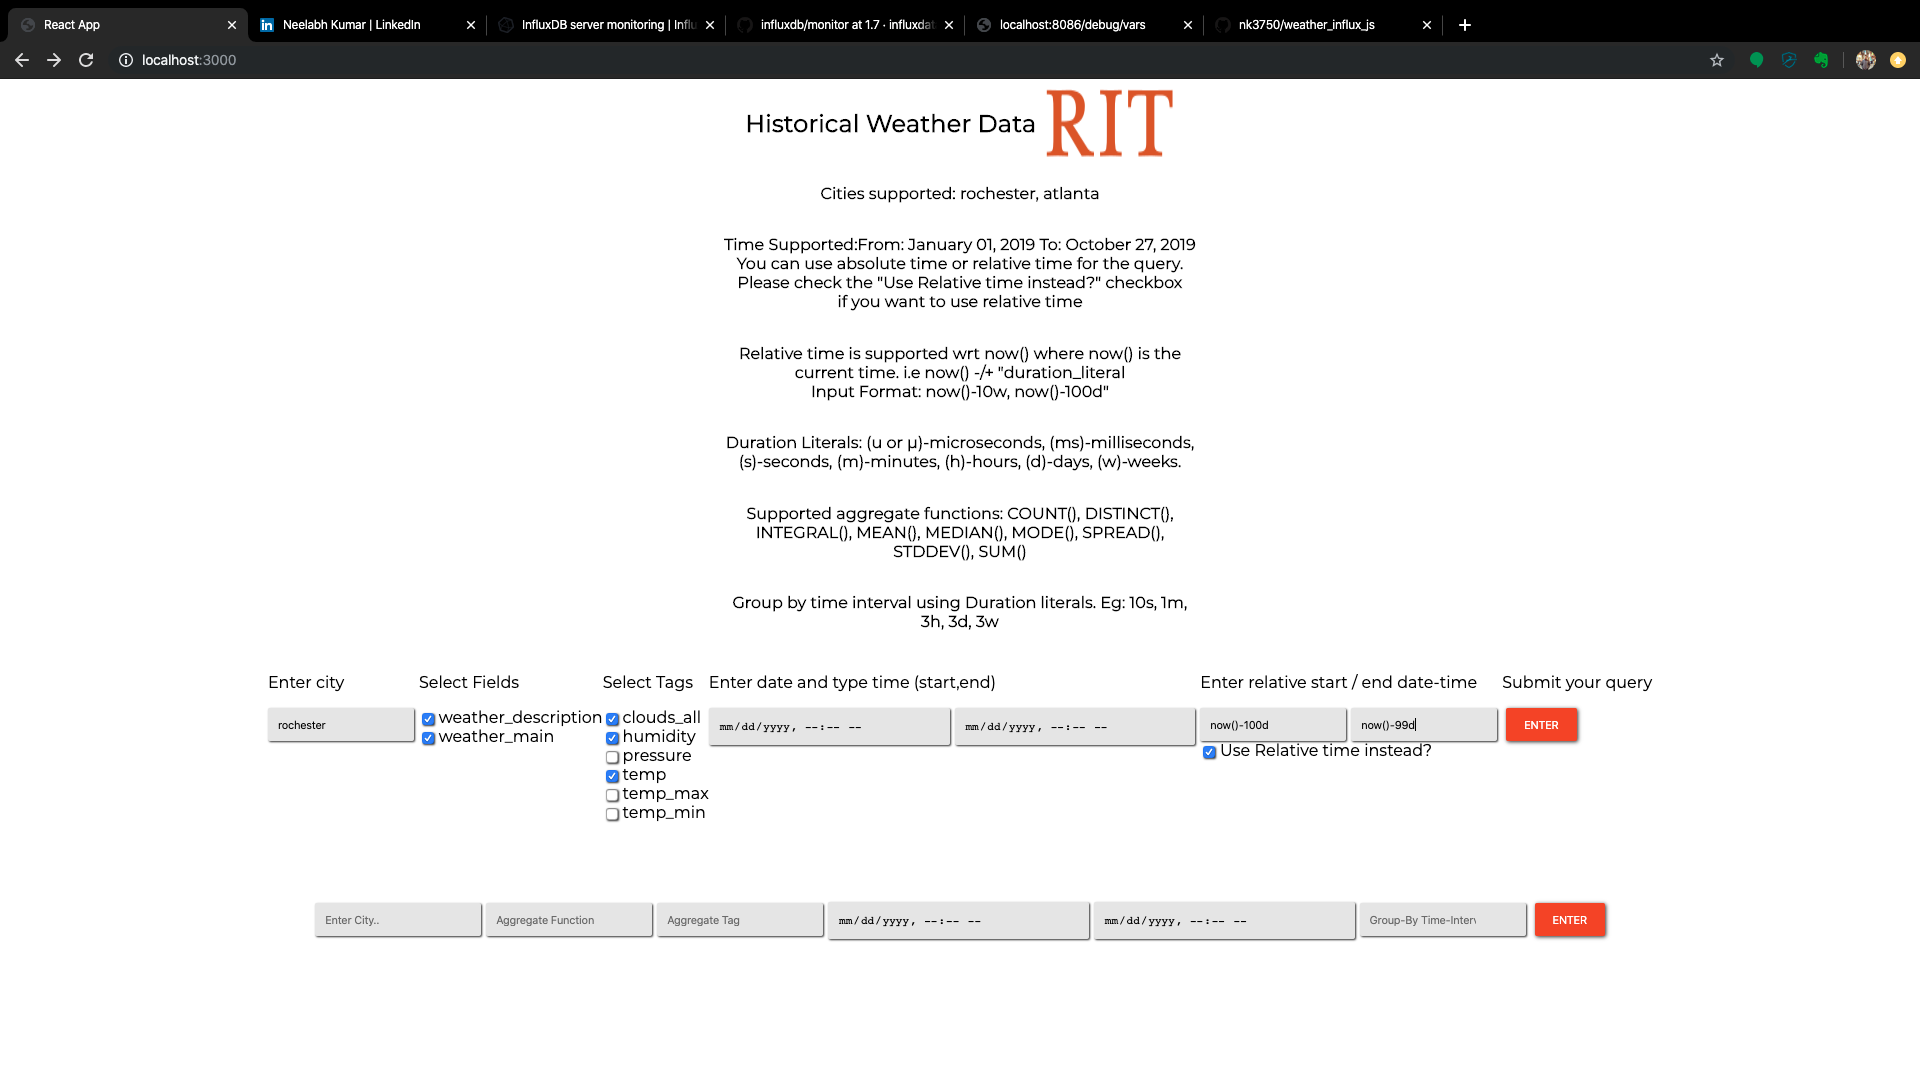 React App
Neelabh Kumar | LinkedIn
InfluxDB server monitoring | Influ
influxdb/monitor at 1.7 · influxdat
localhost:8086/debug/vars
nk3750/weather_influx_js
localhost:3000
Historical Weather Data RIT
Cities supported: rochester, atlanta
Time Supported:From: January 01, 2019 To: October 27, 2019
You can use absolute time or relative time for the query.
Please check the "Use Relative time instead?" checkbox
if you want to use relative time
Relative time is supported wrt now() where now() is the
current time. i.e now() -/+ "duration_literal
Input Format: now()-10w, now()-100d"
Duration Literals: (u or µ)-microseconds, (ms)-milliseconds,
(s)-seconds, (m)-minutes, (h)-hours, (d)-days, (w)-weeks.
Supported aggregate functions: COUNT(), DISTINCT(),
INTEGRAL(), MEAN(), MEDIAN(), MODE(), SPREAD(),
STDDEV(), SUM()
Group by time interval using Duration literals. Eg: 10s, 1m,
3h, 3d, 3w
Enter city
rochester
Select Fields
weather_description
weather_main
Select Tags
clouds_all
humidity
pressure
temp
temp_max
temp_min
Enter date and type time (start,end)
mm/dd/yyyy, --:-- --
mm/dd/yyyy, --:-- --
Enter relative start / end date-time
now()-100d
now()-99d
Use Relative time instead?
Submit your query
ENTER
Enter City..
Aggregate Function
Aggregate Tag
mm/dd/yyyy, --:-- --
mm/dd/yyyy, --:-- --
Group-By Time-Interv
ENTER